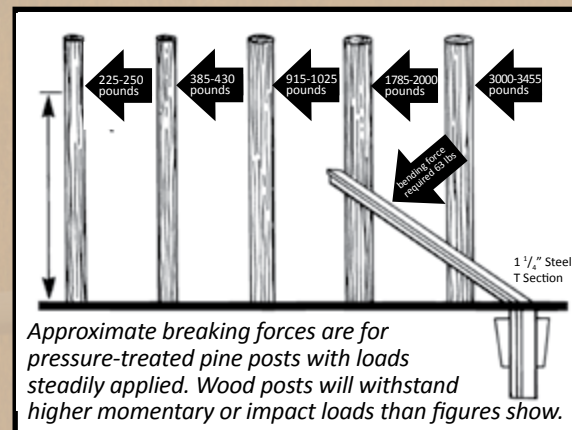 225-250
pounds
385-430
pounds
915-1025
pounds
1785-2000
pounds
3000-3455
pounds
bending force
required 63 lbs
1 1/4" Steel
T Section
Approximate breaking forces are for
pressure-treated pine posts with loads
steadily applied. Wood posts will withstand
higher momentary or impact loads than figures show.